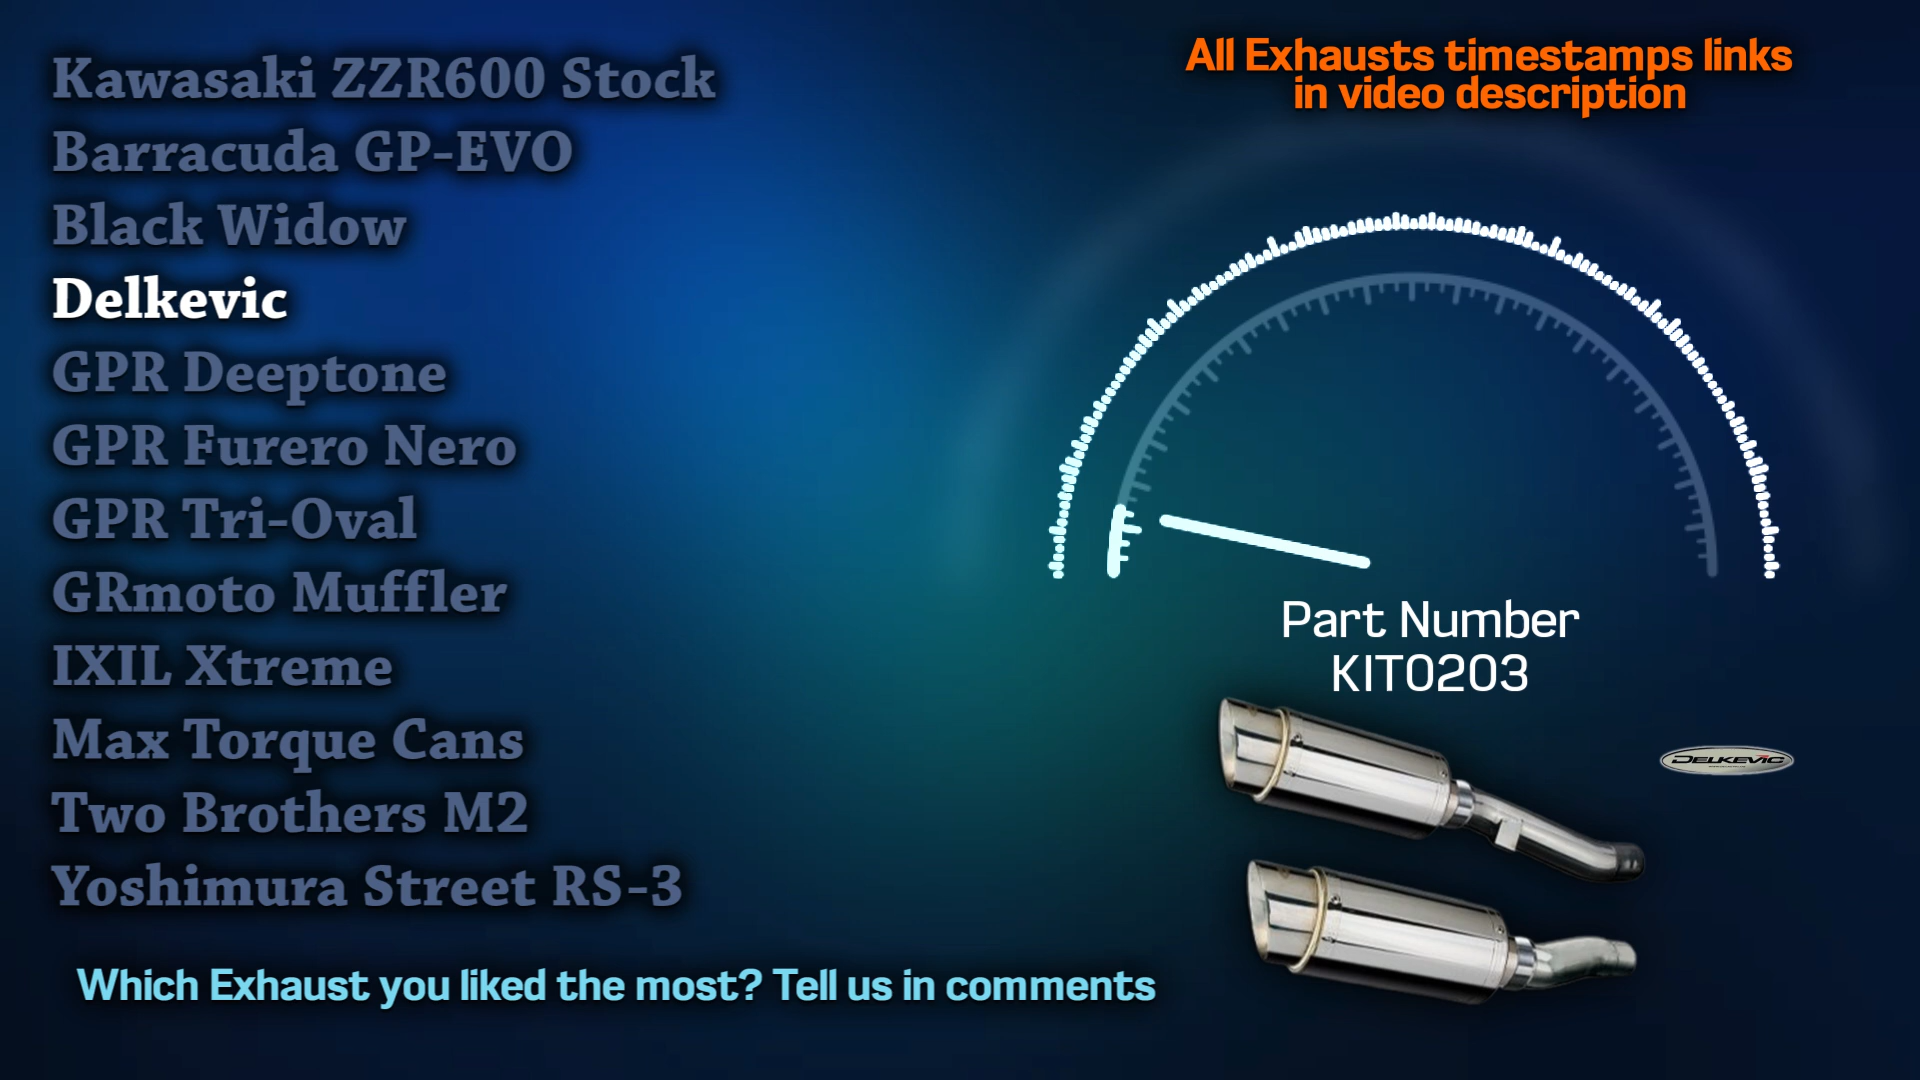 Kawasaki ZZR600 Stock
Barracuda GP-EVO
Black Widow
Delkevic
GPR Deeptone
GPR Furero Nero
GPR Tri-Oval
GRmoto Muffler
IXIL Xtreme
Max Torque Cans
Two Brothers M2
Yoshimura Street RS-3
Which Exhaust you liked the most? Tell us in comments
All Exhausts timestamps links
in video description
Part Number
KIT0203
DELKEVIC